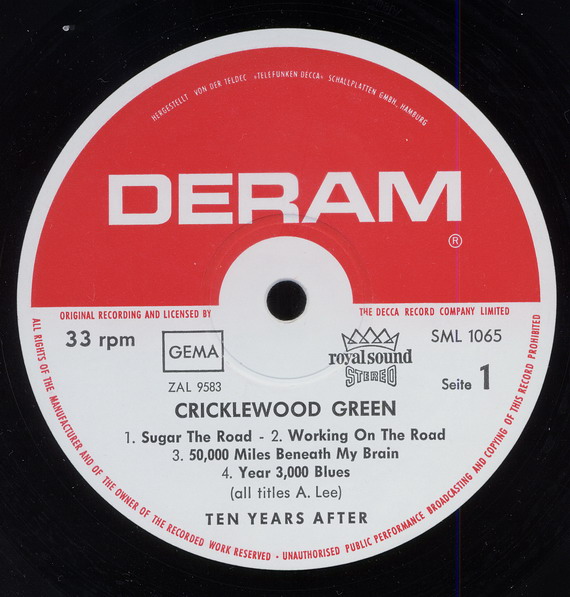 HERGESTELLT VON DER TELDEC »TELEFUNKEN DECCA« SCHALLPLATTEN GMBH, HAMBURG
DERAM
®
ORIGINAL RECORDING AND LICENSED BY THE DECCA RECORD COMPANY LIMITED
33 rpm
GEMA
royal sound
STEREO
SML 1065
ZAL 9583
Seite 1
CRICKLEWOOD GREEN
1. Sugar The Road - 2. Working On The Road
3. 50,000 Miles Beneath My Brain
4. Year 3,000 Blues
(all titles A. Lee)
TEN YEARS AFTER
ALL RIGHTS OF THE MANUFACTURER AND OF THE OWNER OF THE RECORDED WORK RESERVED · UNAUTHORISED PUBLIC PERFORMANCE BROADCASTING AND COPYING OF THIS RECORD PROHIBITED